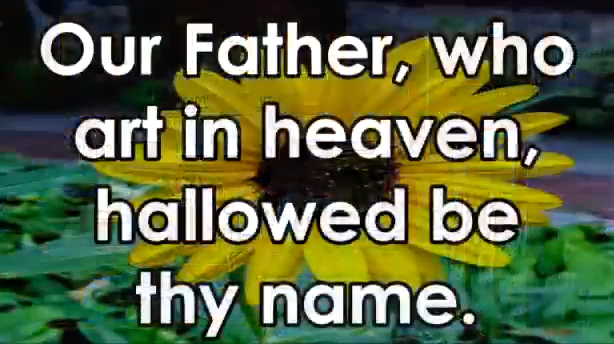 Our Father, who
art in heaven,
hallowed be
thy name.